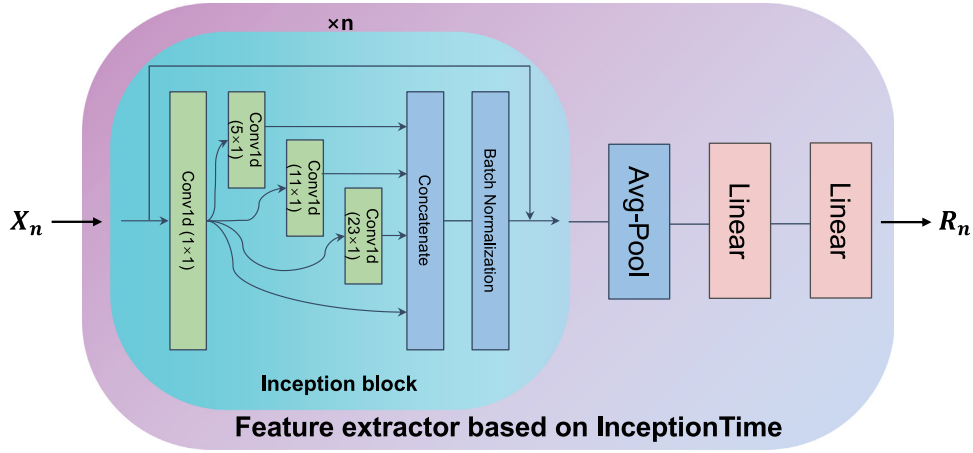 ×n
X_n
Conv1d (1×1)
Conv1d
(5×1)
Conv1d
(11×1)
Conv1d
(23×1)
Concatenate
Batch Normalization
Avg-Pool
Linear
Linear
R_n
Inception block
Feature extractor based on InceptionTime